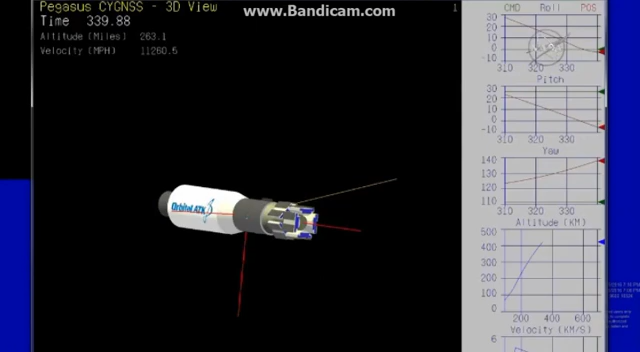 Pegasus CYGNSS - 3D View
www.Bandicam.com
1
Time 339.88
Altitude (Miles) 263.1
Velocity (MPH) 11260.5
Orbital ATK
CMD Roll POS
30
20
10
0
-10
310 320 330
Pitch
30
20
10
0
-10
310 320 330
Yaw
140
130
120
110
310 320 330
Altitude (KM)
500
400
300
200
100
0
200 400 600
Velocity (KM/S)
6